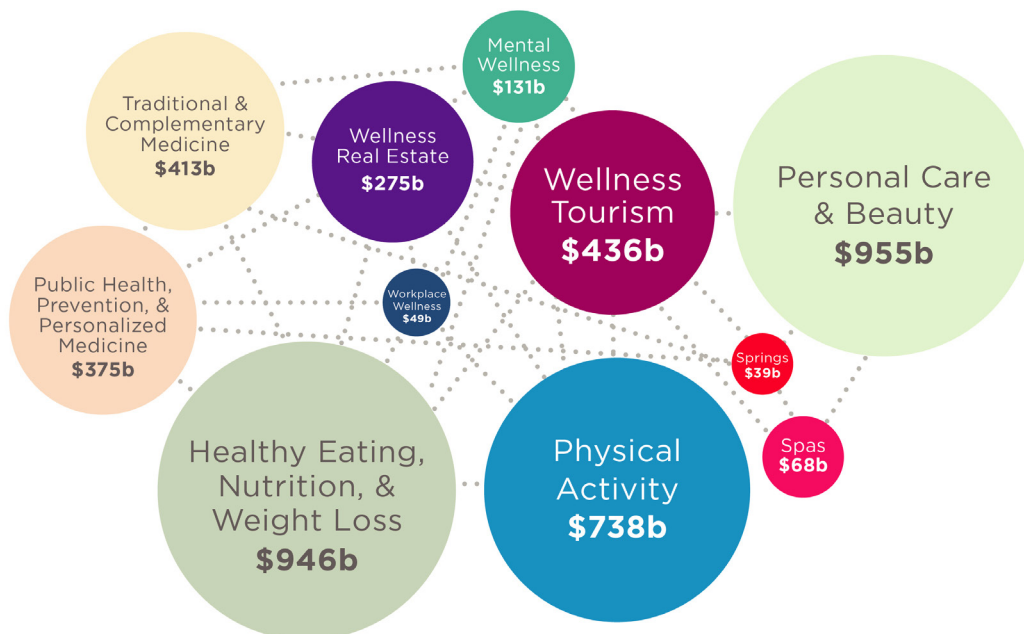 Mental
Wellness
$131b
Traditional &
Complementary
Medicine
$413b
Wellness
Real Estate
$275b
Wellness
Tourism
$436b
Personal Care
& Beauty
$955b
Public Health,
Prevention, &
Personalized
Medicine
$375b
Workplace
Wellness
$49b
Springs
$39b
Healthy Eating,
Nutrition, &
Weight Loss
$946b
Physical
Activity
$738b
Spas
$68b